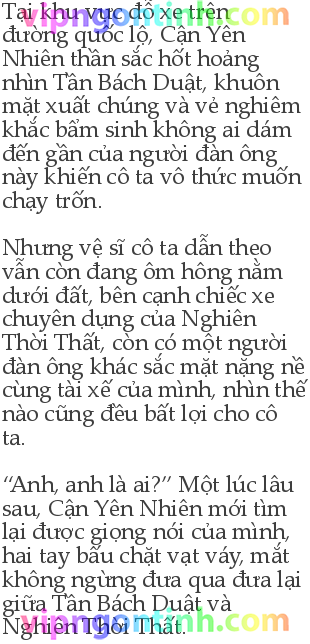 Tại khu vực đỗ xe trên
đường quốc lộ, Cận Yên
Nhiên thần sắc hốt hoảng
nhìn Tần Bách Duật, khuôn
mặt xuất chúng và vẻ nghiêm
khắc bẩm sinh không ai dám
đến gần của người đàn ông
này khiến cô ta vô thức muốn
chạy trốn.
Nhưng vệ sĩ cô ta dẫn theo
vẫn còn đang ôm hông nằm
dưới đất, bên cạnh chiếc xe
chuyên dụng của Nghiên
Thời Thất, còn có một người
đàn ông khác sắc mặt nặng nề
cùng tài xế của mình, nhìn thế
nào cũng đều bất lợi cho cô
ta.
“Anh, anh là ai?” Một lúc lâu
sau, Cận Yên Nhiên mới tìm
lại được giọng nói của mình,
hai tay bấu chặt vạt váy, mắt
không ngừng đưa qua đưa lại
giữa Tần Bách Duật và
Nghiên Thời Thất.
vipngontinh.com
vipngontinh.com